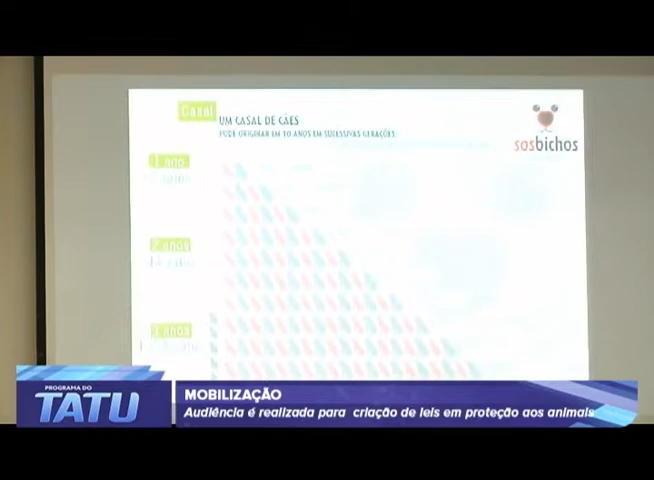 Casal
UM CASAL DE CÃES
PODE ORIGINAR EM 10 ANOS EM SUCESSIVAS GERAÇÕES
sosbichos
1 ano
2 anos
3 anos
PROGRAMA DO
TATU
MOBILIZAÇÃO
Audiência é realizada para criação de leis em proteção aos animais